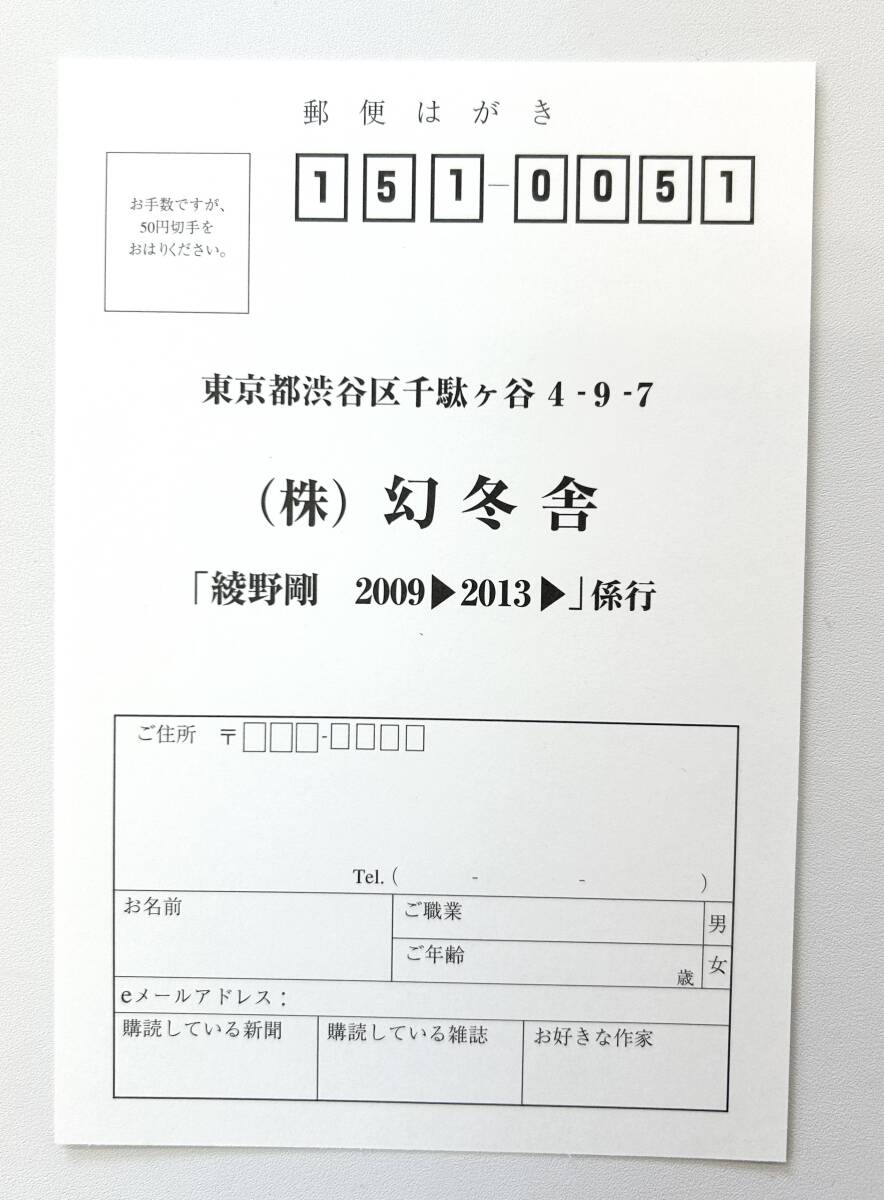 郵便はがき
151-0051
お手数ですが、
50円切手を
おはりください。
東京都渋谷区千駄ヶ谷4-9-7
（株）幻冬舎
「綾野剛　2009▶2013▶」係行
ご住所　〒□□□-□□□□
Tel. (　　-　　-　　)
お名前
ご職業
男
ご年齢
歳
女
eメールアドレス：
購読している新聞
購読している雑誌
お好きな作家